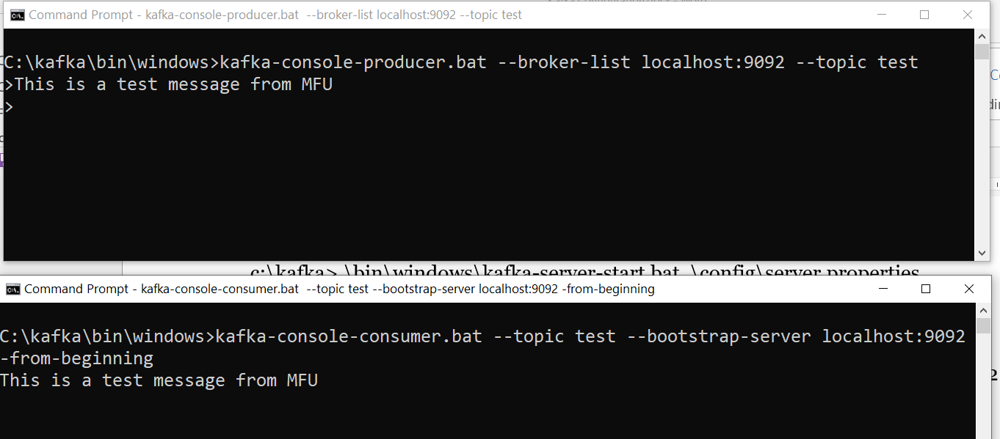 Command Prompt - kafka-console-producer.bat --broker-list localhost:9092 --topic test
C:\kafka\bin\windows>kafka-console-producer.bat --broker-list localhost:9092 --topic test
>This is a test message from MFU
>
c:\kafka> .\bin\windows\kafka-server-start.bat .\config\server.properties
Command Prompt - kafka-console-consumer.bat --topic test --bootstrap-server localhost:9092 -from-beginning
C:\kafka\bin\windows>kafka-console-consumer.bat --topic test --bootstrap-server localhost:9092
-from-beginning
This is a test message from MFU